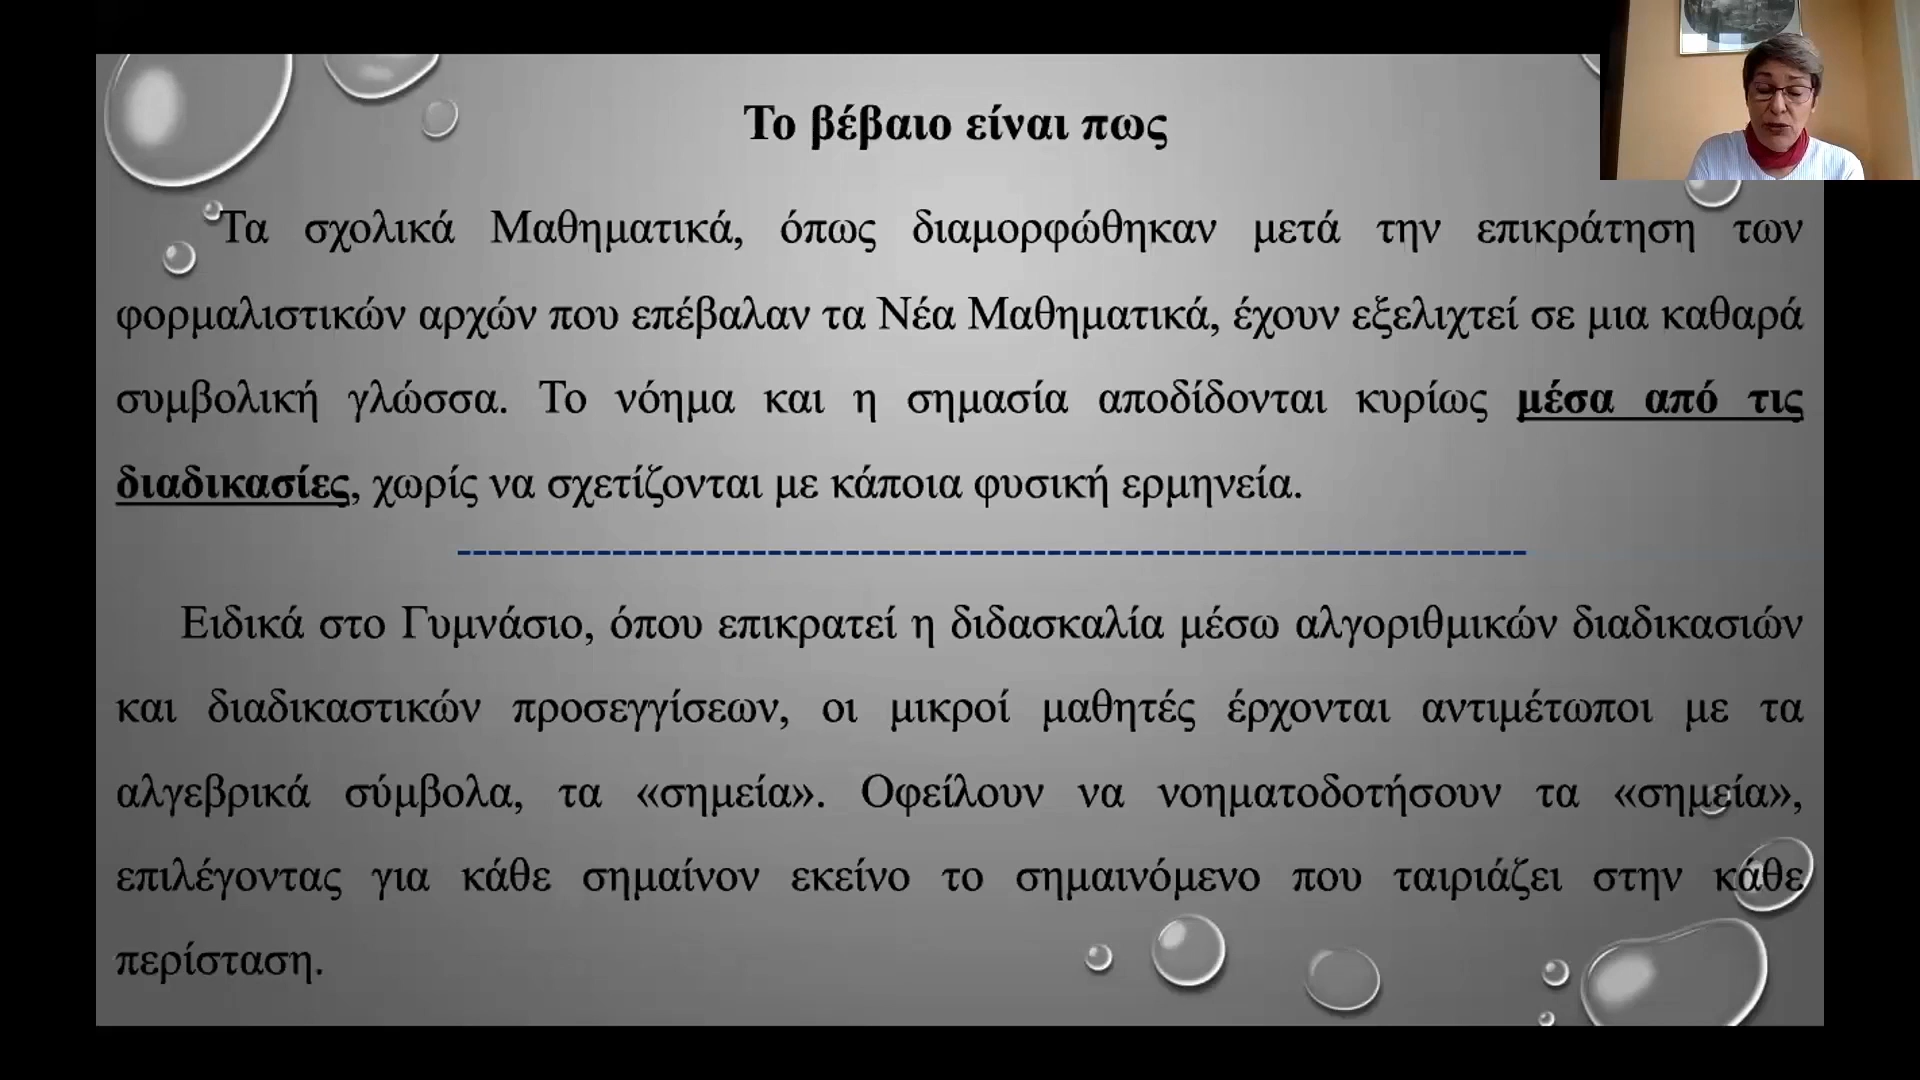 Το βέβαιο είναι πως
Τα σχολικά Μαθηματικά, όπως διαμορφώθηκαν μετά την επικράτηση των
φορμαλιστικών αρχών που επέβαλαν τα Νέα Μαθηματικά, έχουν εξελιχτεί σε μια καθαρά
συμβολική γλώσσα. Το νόημα και η σημασία αποδίδονται κυρίως μέσα από τις
διαδικασίες, χωρίς να σχετίζονται με κάποια φυσική ερμηνεία.
Ειδικά στο Γυμνάσιο, όπου επικρατεί η διδασκαλία μέσω αλγοριθμικών διαδικασιών
και διαδικαστικών προσεγγίσεων, οι μικροί μαθητές έρχονται αντιμέτωποι με τα
αλγεβρικά σύμβολα, τα «σημεία». Οφείλουν να νοηματοδοτήσουν τα «σημεία»,
επιλέγοντας για κάθε σημαίνον εκείνο το σημαινόμενο που ταιριάζει στην κάθε
περίσταση.